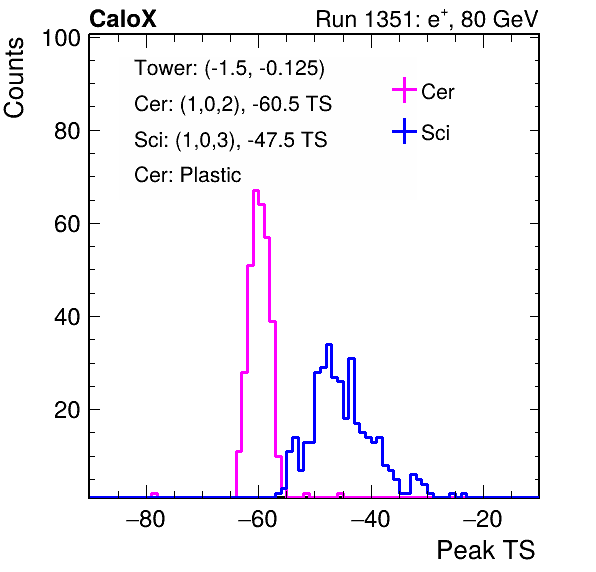 CaloX Run 1351: e⁺, 80 GeV
Counts
100
80
60
40
20
Tower: (-1.5, -0.125)
Cer: (1,0,2), -60.5 TS
Sci: (1,0,3), -47.5 TS
Cer: Plastic
Cer
Sci
−80 −60 −40 −20
Peak TS